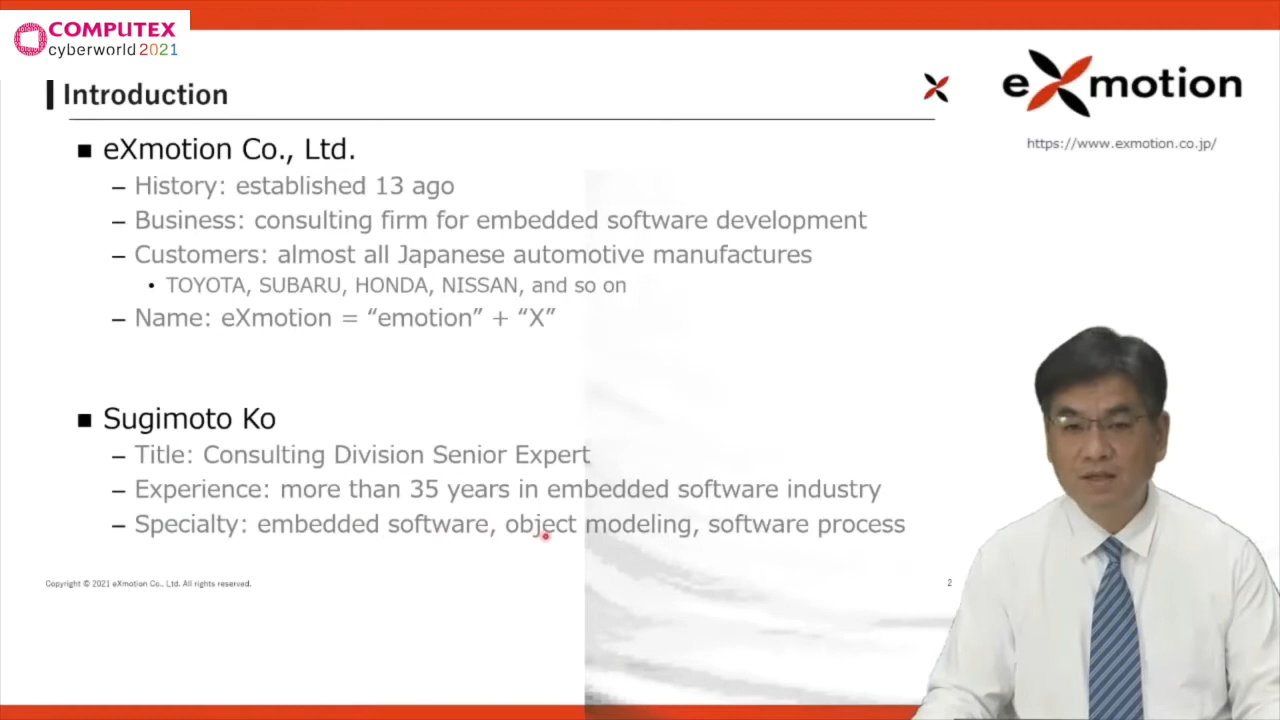 COMPUTEX
cyberworld 2021
Introduction
eXmotion
https://www.exmotion.co.jp/
■ eXmotion Co., Ltd.
– History: established 13 ago
– Business: consulting firm for embedded software development
– Customers: almost all Japanese automotive manufactures
• TOYOTA, SUBARU, HONDA, NISSAN, and so on
– Name: eXmotion = “emotion” + “X”
■ Sugimoto Ko
– Title: Consulting Division Senior Expert
– Experience: more than 35 years in embedded software industry
– Specialty: embedded software, object modeling, software process
Copyright © 2021 eXmotion Co., Ltd. All rights reserved.
2